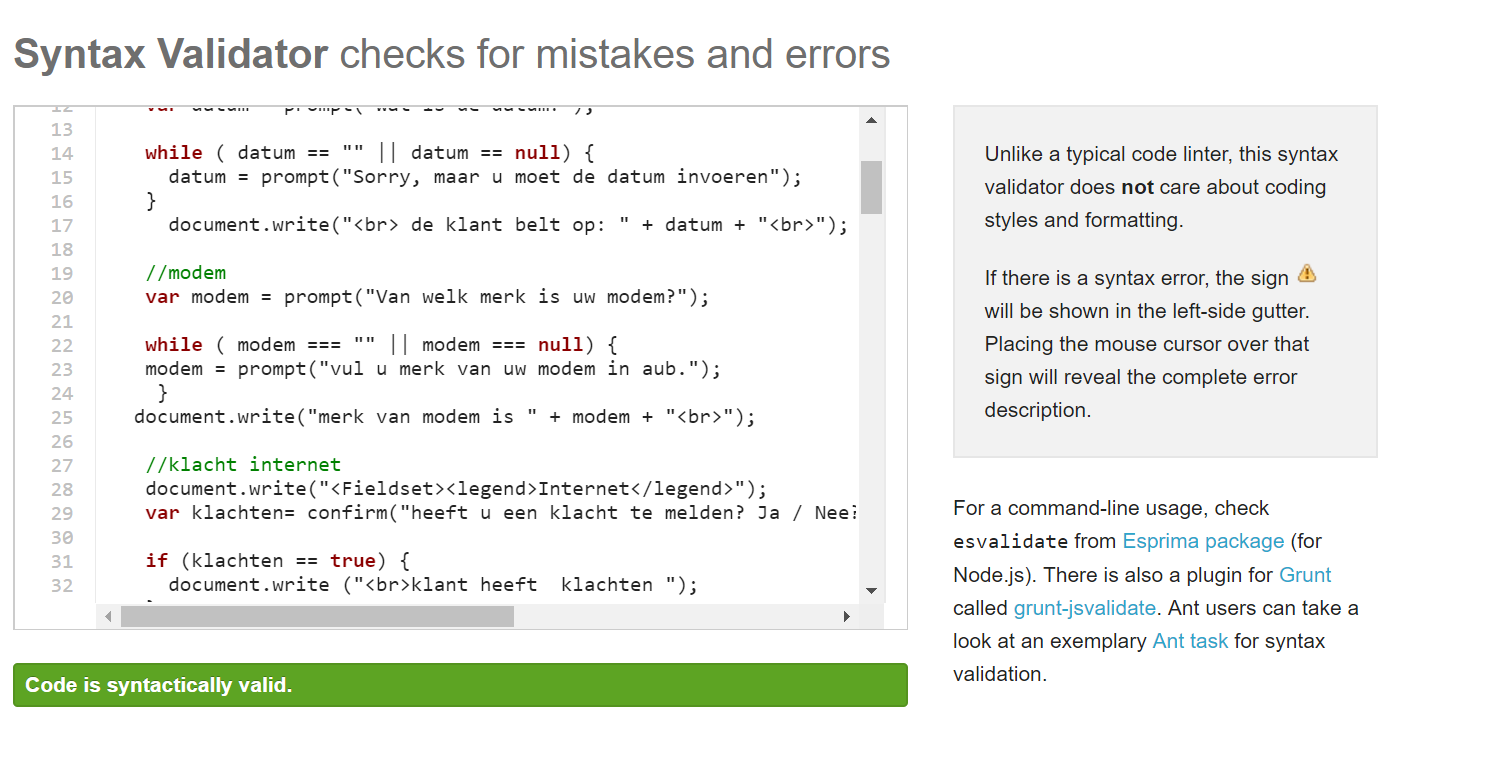 Syntax Validator checks for mistakes and errors
12 var datum = prompt("Wat is de datum?");
13
14 while ( datum == "" || datum == null) {
15 datum = prompt("Sorry, maar u moet de datum invoeren");
16 }
17 document.write("<br> de klant belt op: " + datum + "<br>");
18
19 //modem
20 var modem = prompt("Van welk merk is uw modem?");
21
22 while ( modem === "" || modem === null) {
23 modem = prompt("vul u merk van uw modem in aub.");
24 }
25 document.write("merk van modem is " + modem + "<br>");
26
27 //klacht internet
28 document.write("<Fieldset><legend>Internet</legend>");
29 var klachten= confirm("heeft u een klacht te melden? Ja / Nee?
30
31 if (klachten == true) {
32 document.write ("<br>klant heeft  klachten ");
Code is syntactically valid.
Unlike a typical code linter, this syntax
validator does not care about coding
styles and formatting.
If there is a syntax error, the sign
will be shown in the left-side gutter.
Placing the mouse cursor over that
sign will reveal the complete error
description.
For a command-line usage, check
esvalidate from Esprima package (for
Node.js). There is also a plugin for Grunt
called grunt-jsvalidate. Ant users can take a
look at an exemplary Ant task for syntax
validation.